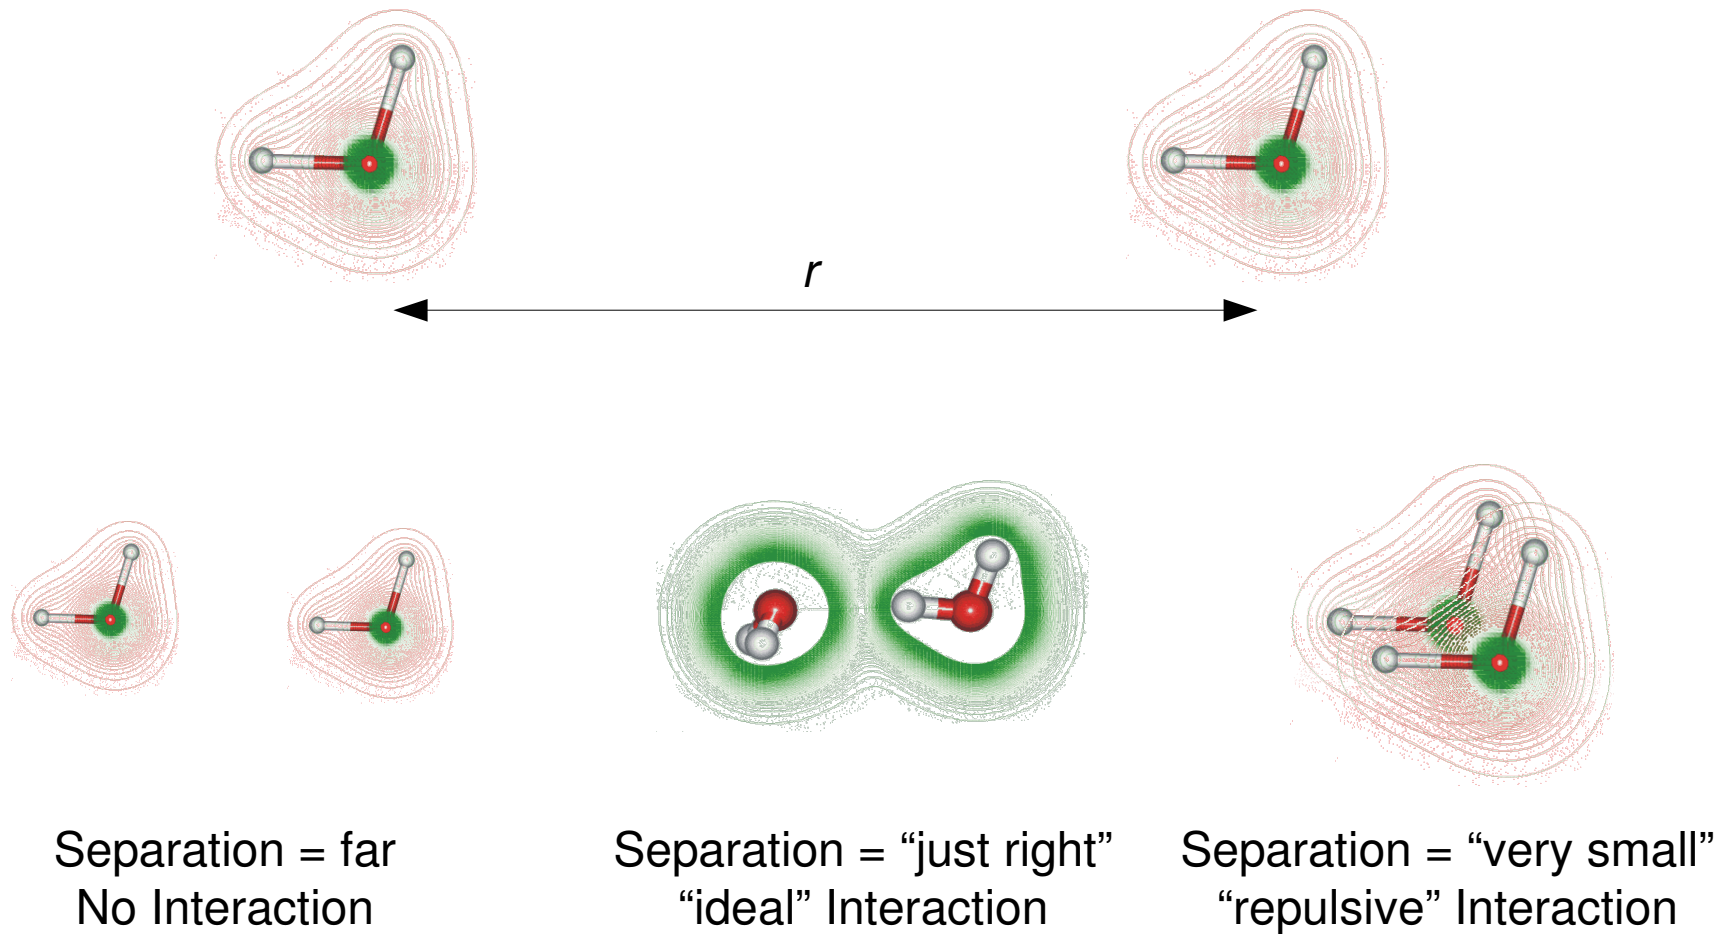 r
Separation = far
No Interaction
Separation = “just right”
“ideal” Interaction
Separation = “very small”
“repulsive” Interaction